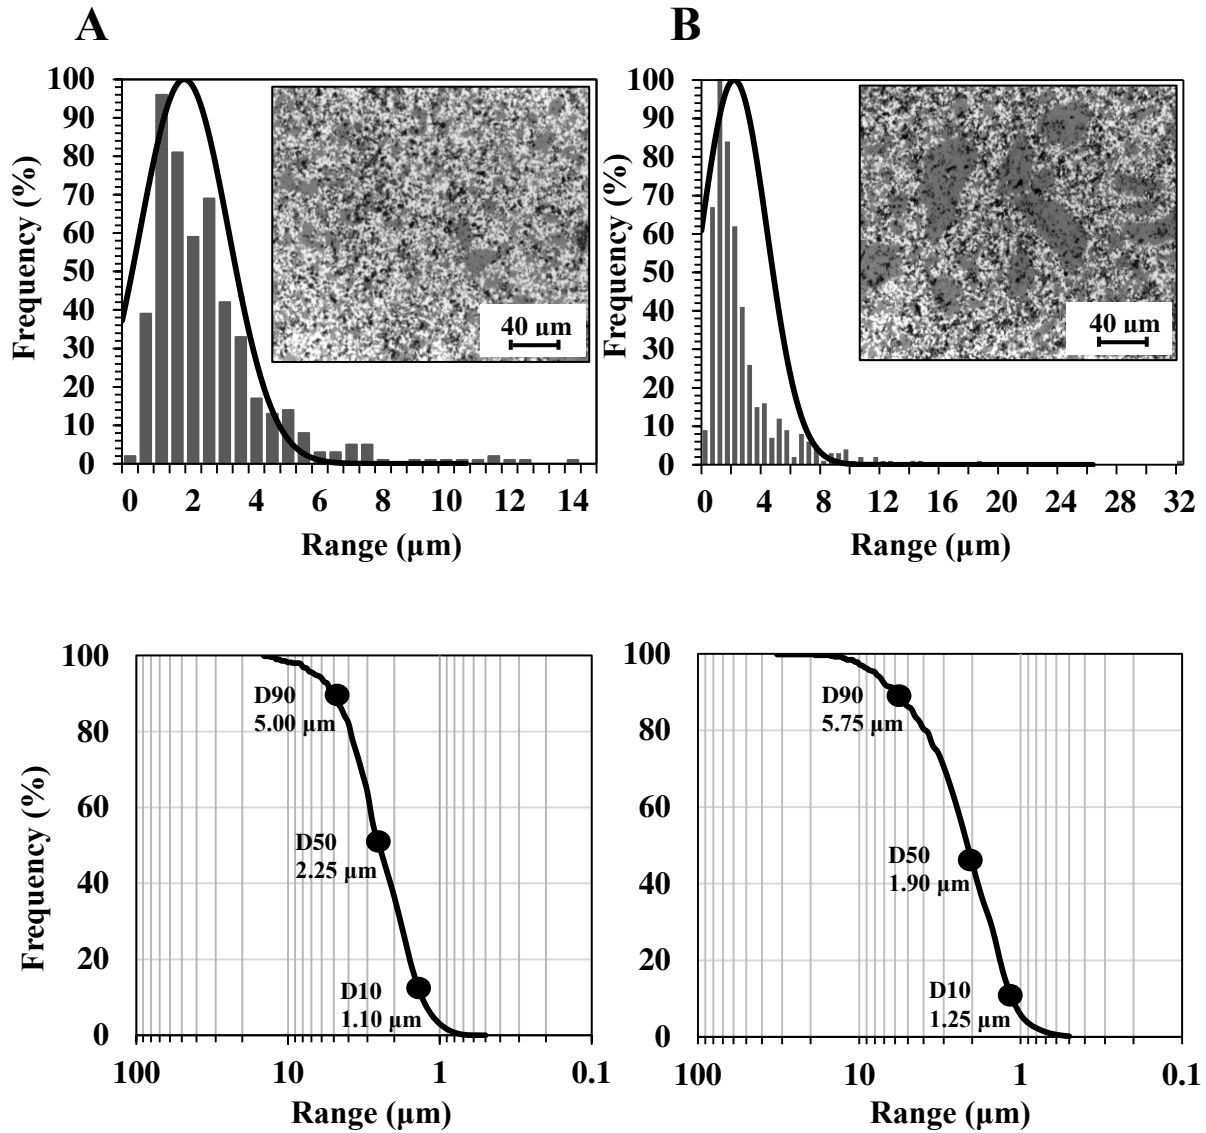 A
B
Frequency (%)
100
90
80
70
60
50
40
30
20
10
0
40 µm
0 2 4 6 8 10 12 14
Range (µm)
Frequency (%)
100
90
80
70
60
50
40
30
20
10
0
40 µm
0 4 8 12 16 20 24 28 32
Range (µm)
Frequency (%)
100
80
60
40
20
0
D90
5.00 µm
D50
2.25 µm
D10
1.10 µm
100 10 1 0.1
Range (µm)
100
80
60
40
20
0
D90
5.75 µm
D50
1.90 µm
D10
1.25 µm
100 10 1 0.1
Range (µm)